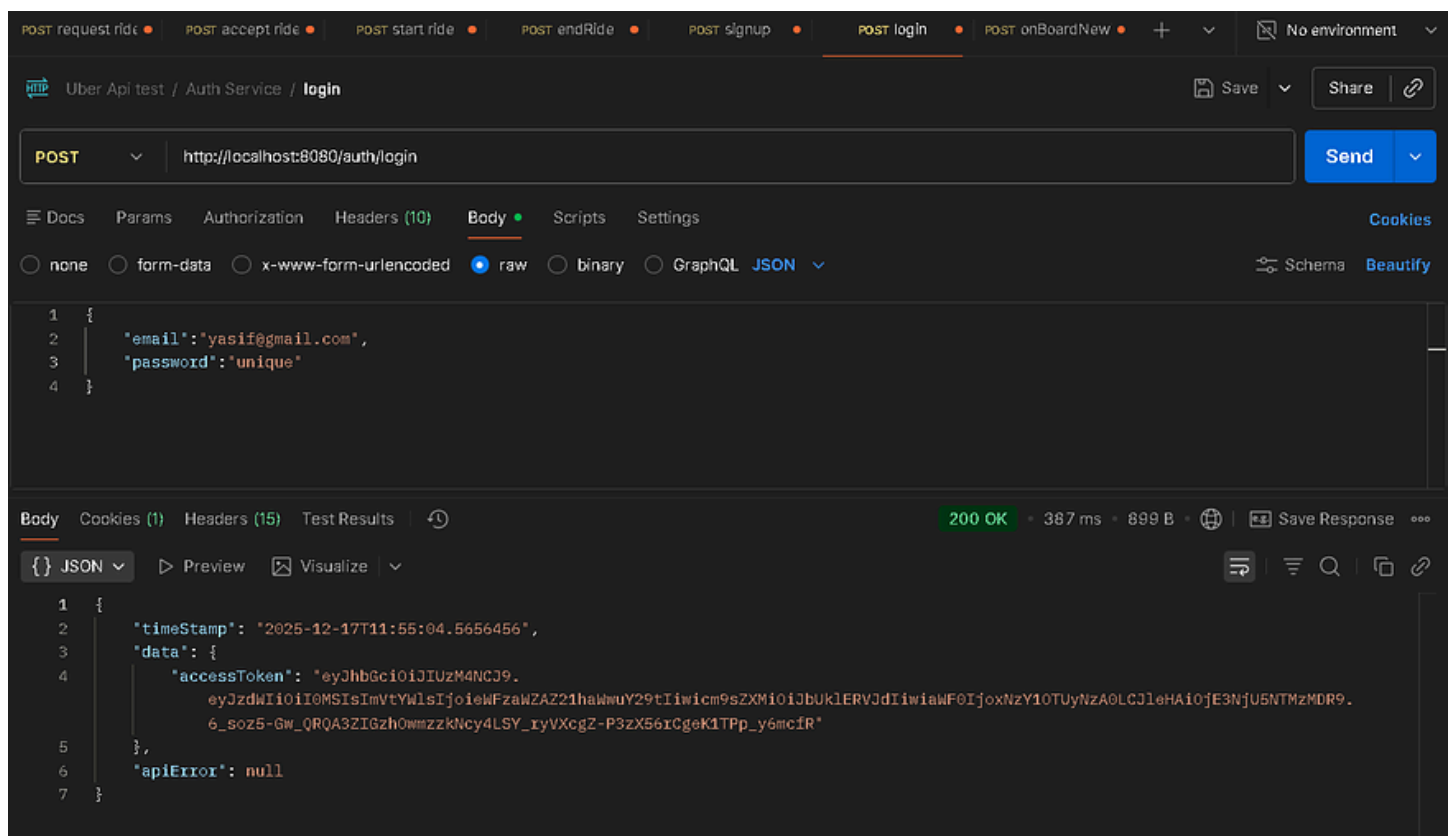 POST request ride POST accept ride POST start ride POST endRide POST signup POST login POST onBoardNew + No environment
HTTP Uber Api test / Auth Service / login Save Share
POST http://localhost:8080/auth/login Send
Docs Params Authorization Headers (10) Body Scripts Settings Cookies
none form-data x-www-form-urlencoded raw binary GraphQL JSON Schema Beautify
1 {
2 "email":"yasif@gmail.com",
3 "password":"unique"
4 }
Body Cookies (1) Headers (15) Test Results 200 OK • 387 ms • 899 B • e.g. Save Response
{} JSON Preview Visualize
1 {
2 "timeStamp": "2025-12-17T11:55:04.5656456",
3 "data": {
4 "accessToken": "eyJhbGciOiJIUzM4NCJ9.
eyJzdWIiOiI0MSIsImVtYWlsIjoieWFzaWZAZ21haWwuY29tIiwicm9sZXMiOiJbUklERVJdIiwiaWF0IjoxNzY1OTUyNzA0LCJleHAiOjE3NjU5NTMzMDR9.
6_soz5-Gw_QRQA3ZIGzhOwmzzkNcy4LSY_ryVXcgZ-P3zX56rCgeK1TPp_y6mcfR"
5 },
6 "apiError": null
7 }